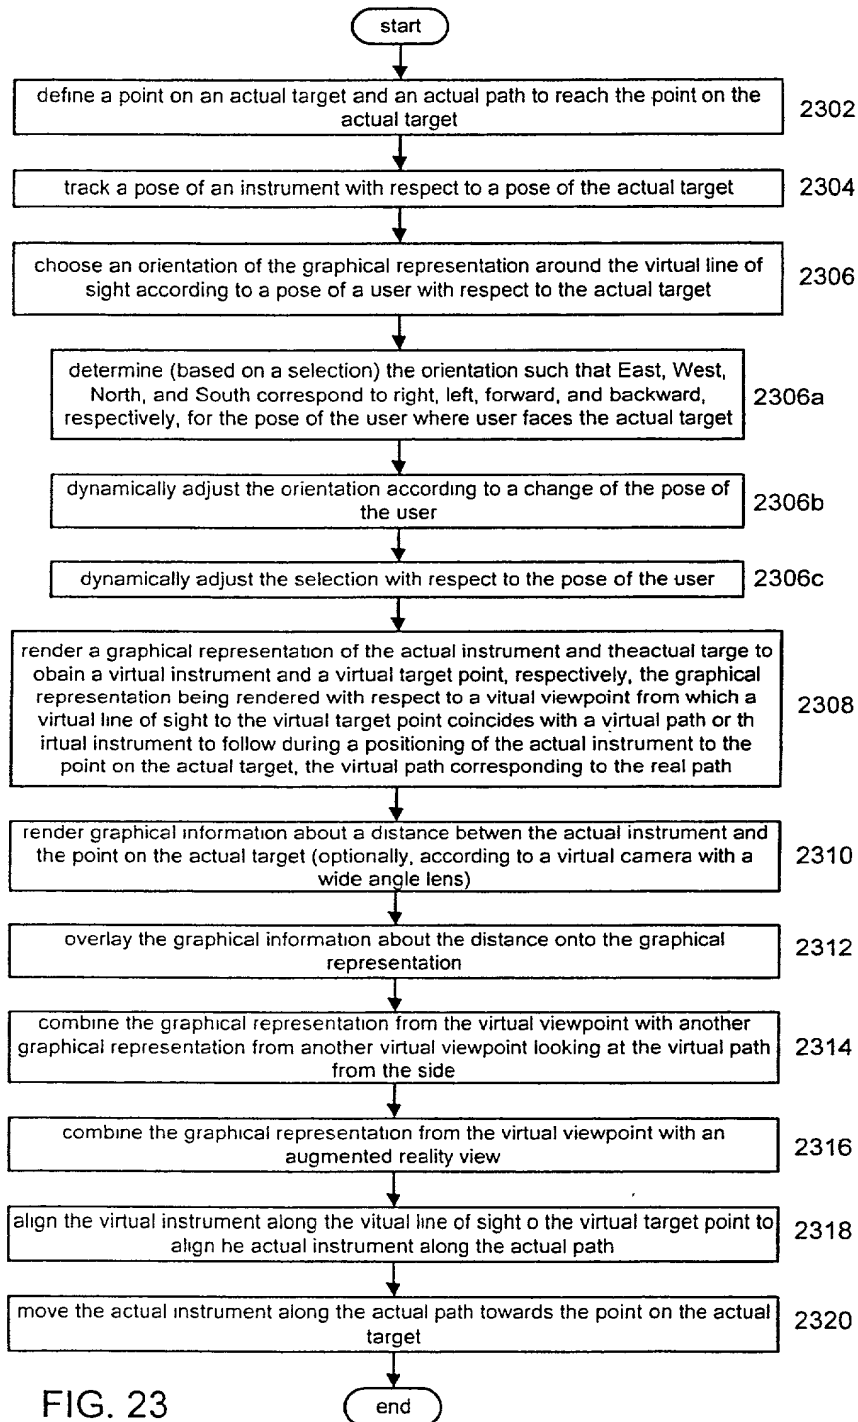 start
define a point on an actual target and an actual path to reach the point on the
actual target
2302
track a pose of an instrument with respect to a pose of the actual target
2304
choose an orientation of the graphical representation around the virtual line of
sight according to a pose of a user with respect to the actual target
2306
determine (based on a selection) the orientation such that East, West,
North, and South correspond to right, left, forward, and backward,
respectively, for the pose of the user where user faces the actual target
2306a
dynamically adjust the orientation according to a change of the pose of
the user
2306b
dynamically adjust the selection with respect to the pose of the user
2306c
render a graphical representation of the actual instrument and theactual targe to
obain a virtual instrument and a virtual target point, respectively, the graphical
representation being rendered with respect to a vitual viewpoint from which a
virtual line of sight to the virtual target point coincides with a virtual path or th
irtual instrument to follow during a positioning of the actual instrument to the
point on the actual target, the virtual path corresponding to the real path
2308
render graphical information about a distance betwen the actual instrument and
the point on the actual target (optionally, according to a virtual camera with a
wide angle lens)
2310
overlay the graphical information about the distance onto the graphical
representation
2312
combine the graphical representation from the virtual viewpoint with another
graphical representation from another virtual viewpoint looking at the virtual path
from the side
2314
combine the graphical representation from the virtual viewpoint with an
augmented reality view
2316
align the virtual instrument along the vitual line of sight o the virtual target point to
align he actual instrument along the actual path
2318
move the actual instrument along the actual path towards the point on the actual
target
2320
FIG. 23
end